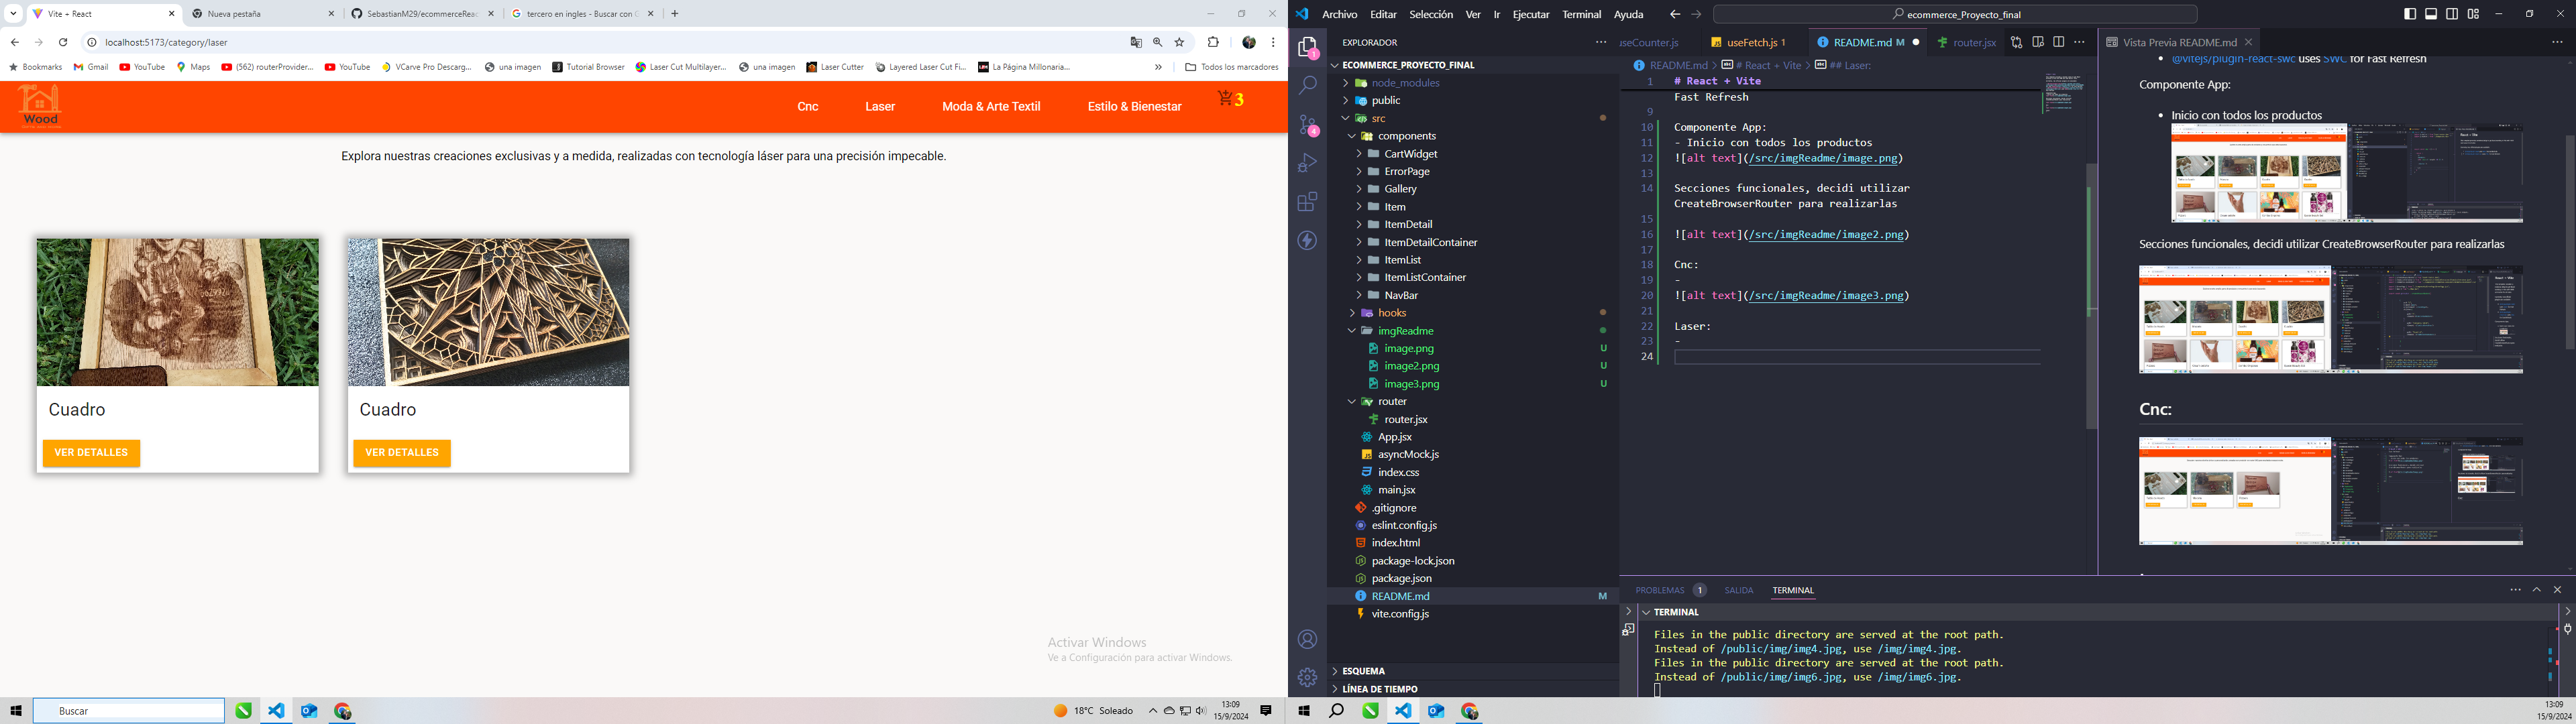 Vite + React
Nueva pestaña
SebastianM29/ecommerceReac
tercero en ingles - Buscar con G
localhost:5173/category/laser
Bookmarks
Gmail
YouTube
Maps
(562) routerProvider...
YouTube
VCarve Pro Descarg...
una imagen
Tutorial Browser
Laser Cut Multilayer...
una imagen
Laser Cutter
Layered Laser Cut Fi...
La Página Millonaria...
Todos los marcadores
Wood
Cnc
Laser
Moda & Arte Textil
Estilo & Bienestar
3
Explora nuestras creaciones exclusivas y a medida, realizadas con tecnología láser para una precisión impecable.
Cuadro
VER DETALLES
Cuadro
VER DETALLES
Activar Windows
Ve a Configuración para activar Windows.
Buscar
18°C Soleado
13:09
15/9/2024
Archivo Editar Selección Ver Ir Ejecutar Terminal Ayuda
ecommerce_Proyecto_final
EXPLORADOR
ECOMMERCE_PROYECTO_FINAL
node_modules
public
src
components
CartWidget
ErrorPage
Gallery
Item
ItemDetail
ItemDetailContainer
ItemList
ItemListContainer
NavBar
hooks
imgReadme
image.png U
image2.png U
image3.png U
router
router.jsx
App.jsx
asyncMock.js
index.css
main.jsx
.gitignore
eslint.config.js
index.html
package-lock.json
package.json
README.md M
vite.config.js
ESQUEMA
LÍNEA DE TIEMPO
1
4
useCounter.js
useFetch.js 1
README.md M
router.jsx
README.md > # React + Vite > ## Laser:
1 # React + Vite
Fast Refresh
9
10 Componente App:
11 - Inicio con todos los productos
12 ![alt text](/src/imgReadme/image.png)
13
14 Secciones funcionales, decidi utilizar
CreateBrowserRouter para realizarlas
15
16 ![alt text](/src/imgReadme/image2.png)
17
18 Cnc:
19 -
20 ![alt text](/src/imgReadme/image3.png)
21
22 Laser:
23 -
24
Vista Previa README.md
@vitejs/plugin-react-swc uses SWC for Fast Refresh
Componente App:
Inicio con todos los productos
Secciones funcionales, decidi utilizar CreateBrowserRouter para realizarlas
Cnc:
PROBLEMAS 1 SALIDA TERMINAL
TERMINAL
Files in the public directory are served at the root path.
Instead of /public/img/img4.jpg, use /img/img4.jpg.
Files in the public directory are served at the root path.
Instead of /public/img/img6.jpg, use /img/img6.jpg.
13:09
15/9/2024